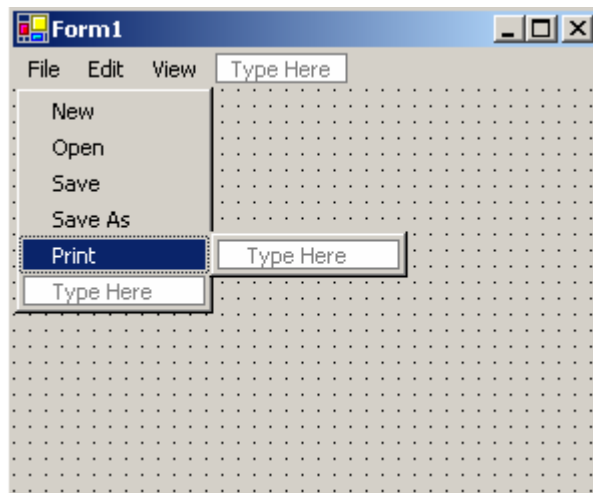 Form1
File Edit View Type Here
New
Open
Save
Save As
Print Type Here
Type Here